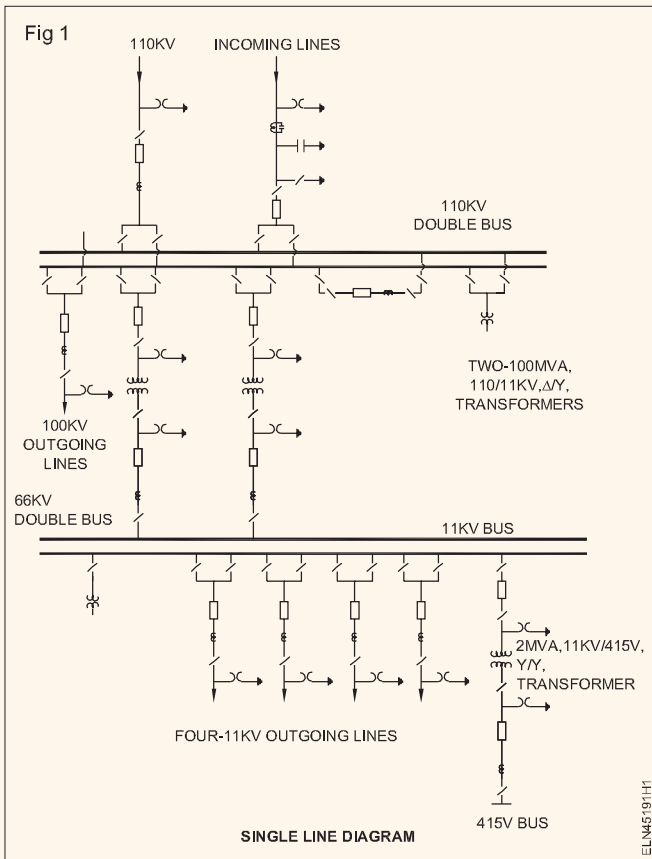 Fig 1
110KV
INCOMING LINES
110KV
DOUBLE BUS
TWO-100MVA,
110/11KV,Δ/Y,
TRANSFORMERS
100KV
OUTGOING
LINES
66KV
DOUBLE BUS
11KV BUS
2MVA,11KV/415V,
Y/Y,
TRANSFORMER
FOUR-11KV OUTGOING LINES
415V BUS
SINGLE LINE DIAGRAM
ELN45191H1